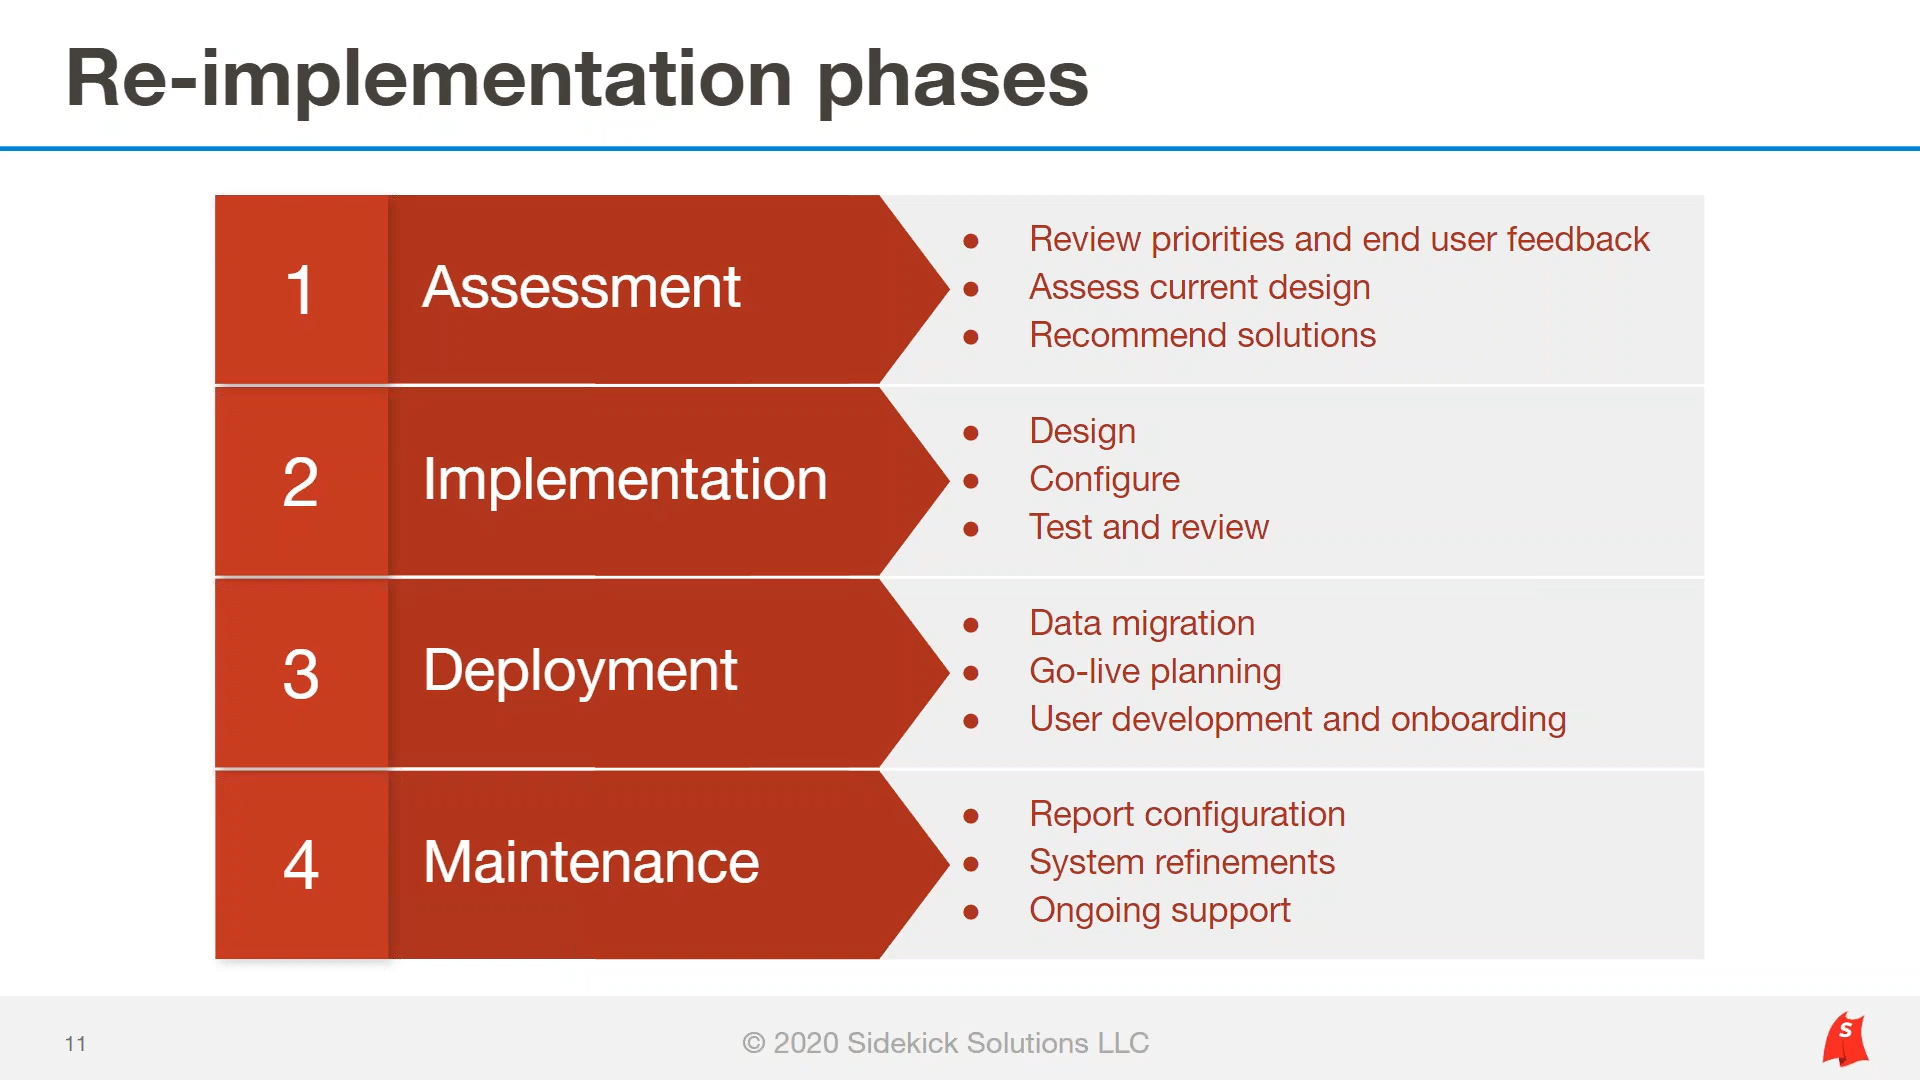 Re-implementation phases
1
Assessment
● Review priorities and end user feedback
● Assess current design
● Recommend solutions
2
Implementation
● Design
● Configure
● Test and review
3
Deployment
● Data migration
● Go-live planning
● User development and onboarding
4
Maintenance
● Report configuration
● System refinements
● Ongoing support
11
© 2020 Sidekick Solutions LLC
S